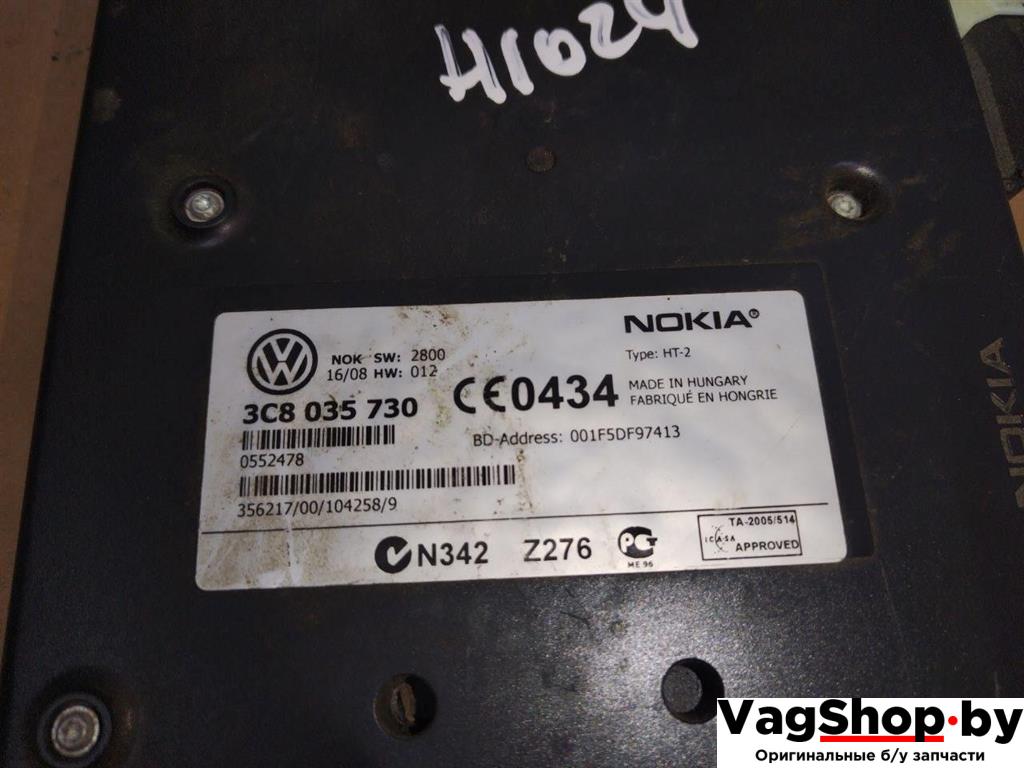 H1024
NOK SW: 2800
16/08 HW: 012
3C8 035 730
0552478
356217/00/104258/9
NOKIA®
Type: HT-2
CE0434
MADE IN HUNGARY
FABRIQUÉ EN HONGRIE
BD-Address: 001F5DF97413
N342 Z276
ME 96
TA-2005/514
ICASA APPROVED
NOKIA
VagShop.by
Оригинальные б/у запчасти